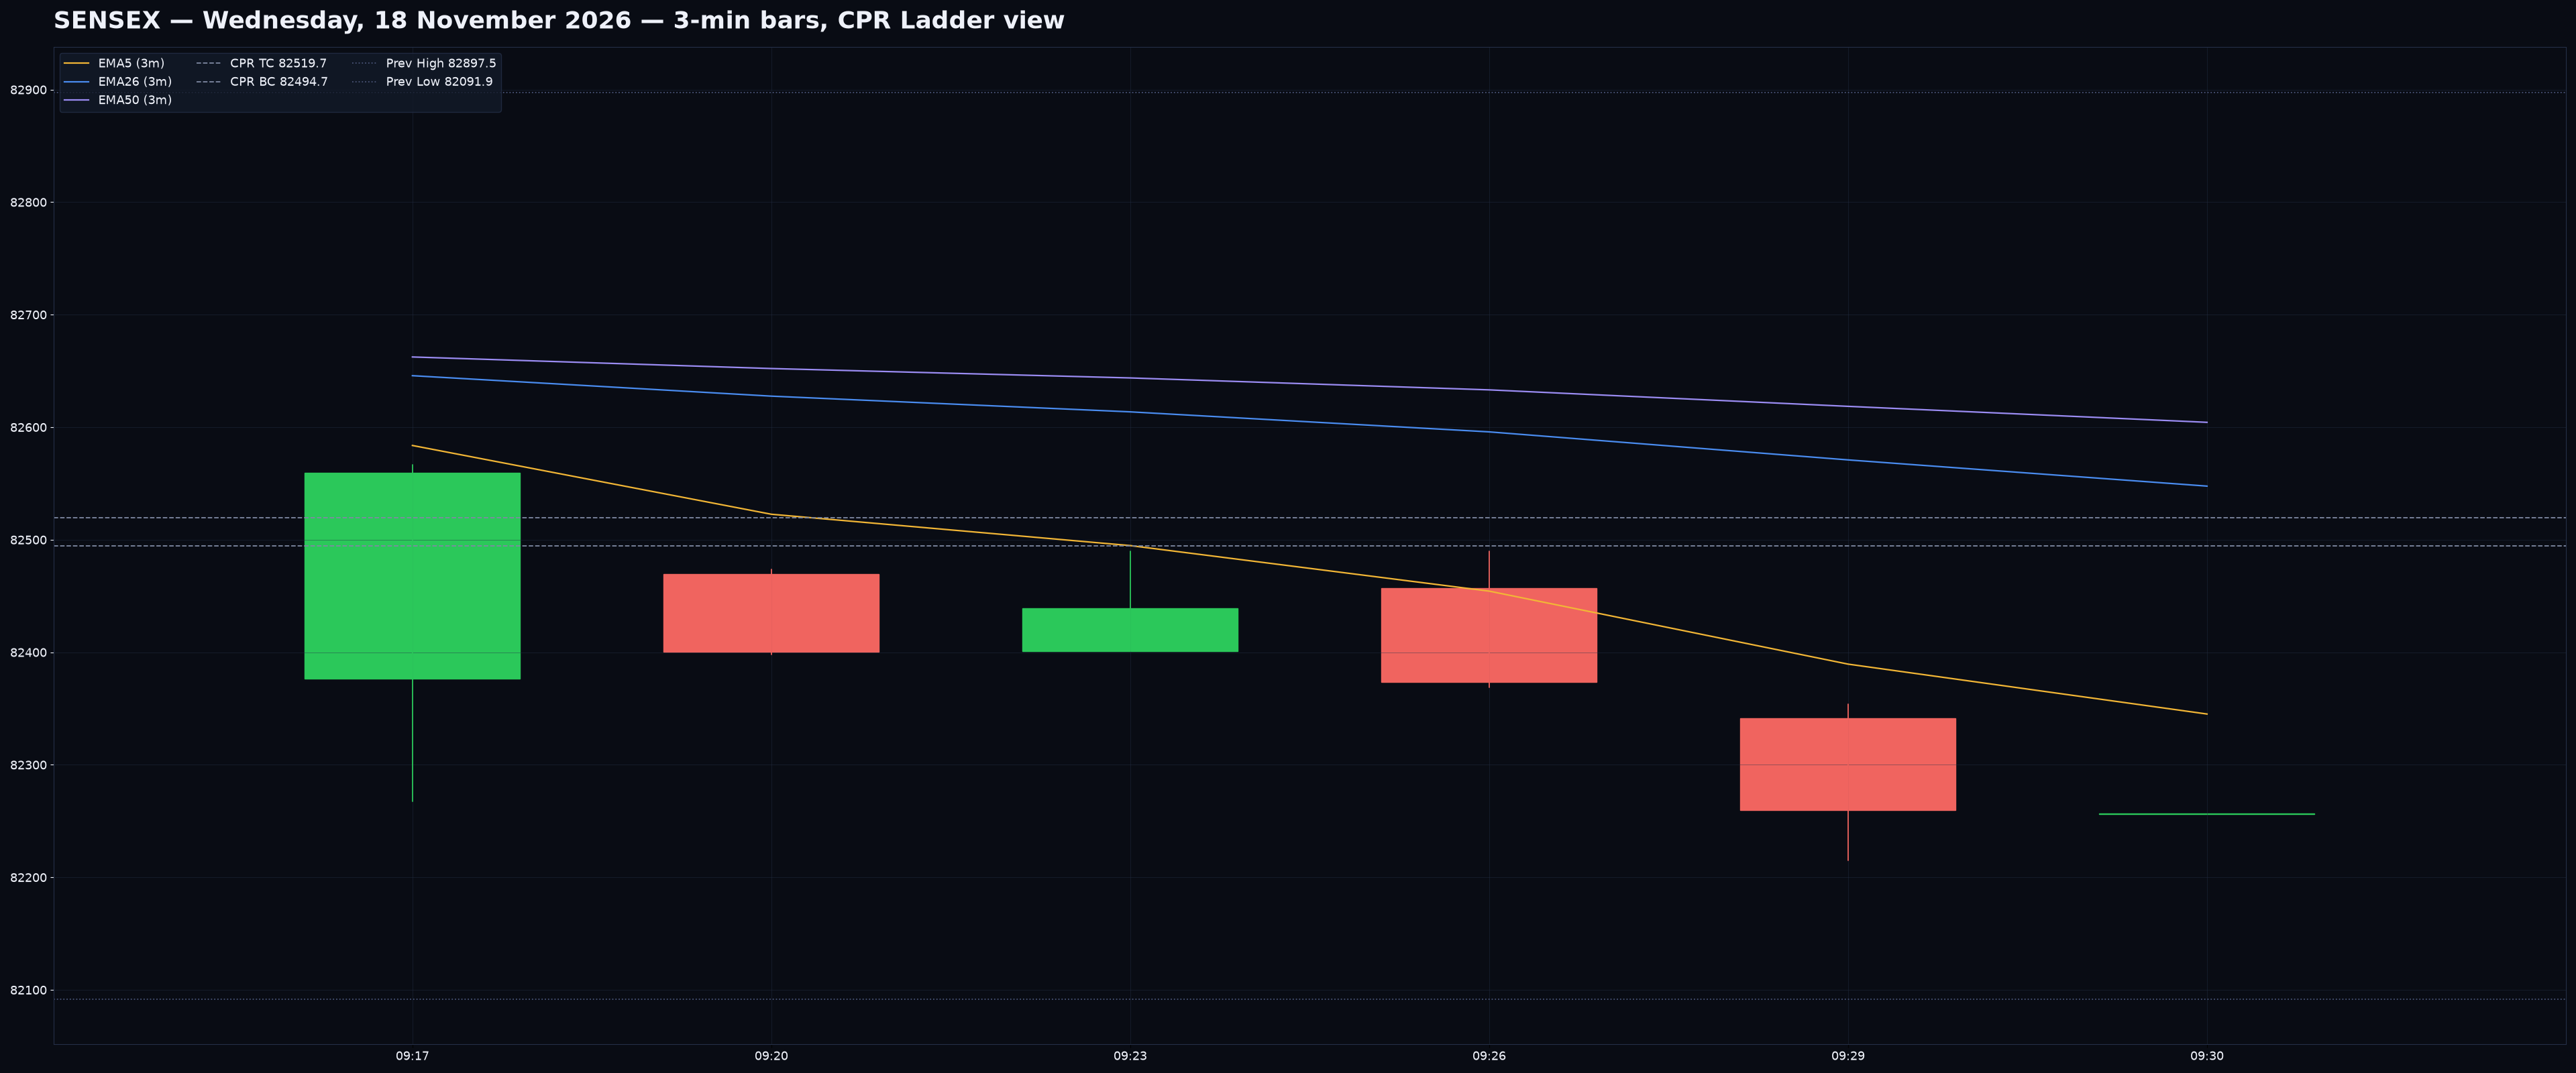 SENSEX — Wednesday, 18 November 2026 — 3-min bars, CPR Ladder view
EMA5 (3m) CPR TC 82519.7 Prev High 82897.5
EMA26 (3m) CPR BC 82494.7 Prev Low 82091.9
EMA50 (3m)
82900
82800
82700
82600
82500
82400
82300
82200
82100
09:17 09:20 09:23 09:26 09:29 09:30